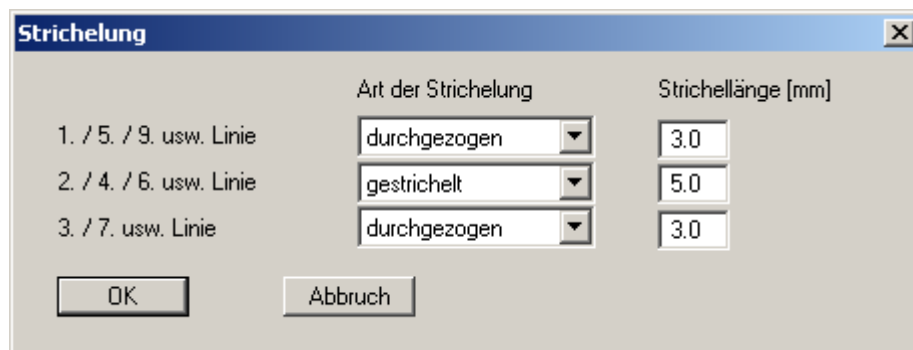 Strichelung
Art der Strichelung Strichellänge [mm]
1. / 5. / 9. usw. Linie durchgezogen 3.0
2. / 4. / 6. usw. Linie gestrichelt 5.0
3. / 7. usw. Linie durchgezogen 3.0
OK Abbruch